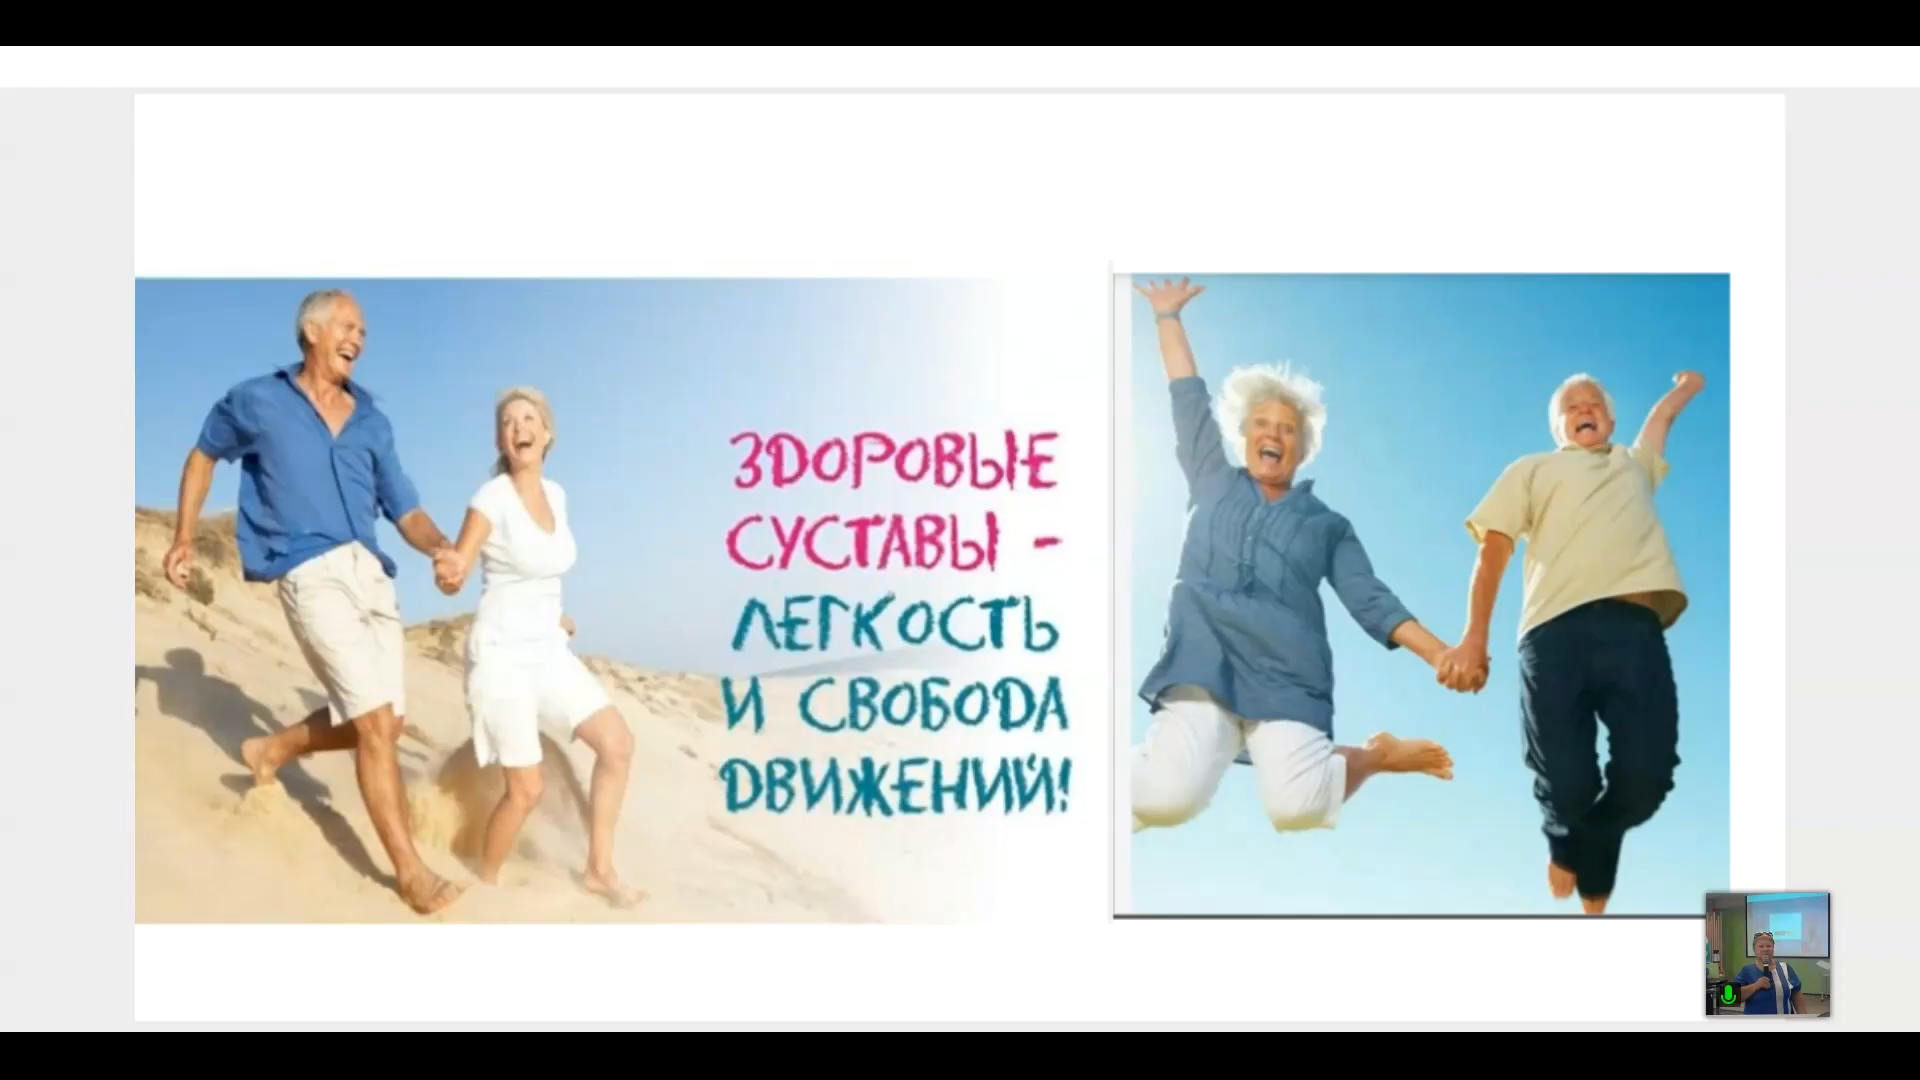 ЗДОРОВЫЕ
СУСТАВЫ -
ЛЕГКОСТЬ
И СВОБОДА
ДВИЖЕНИЙ!